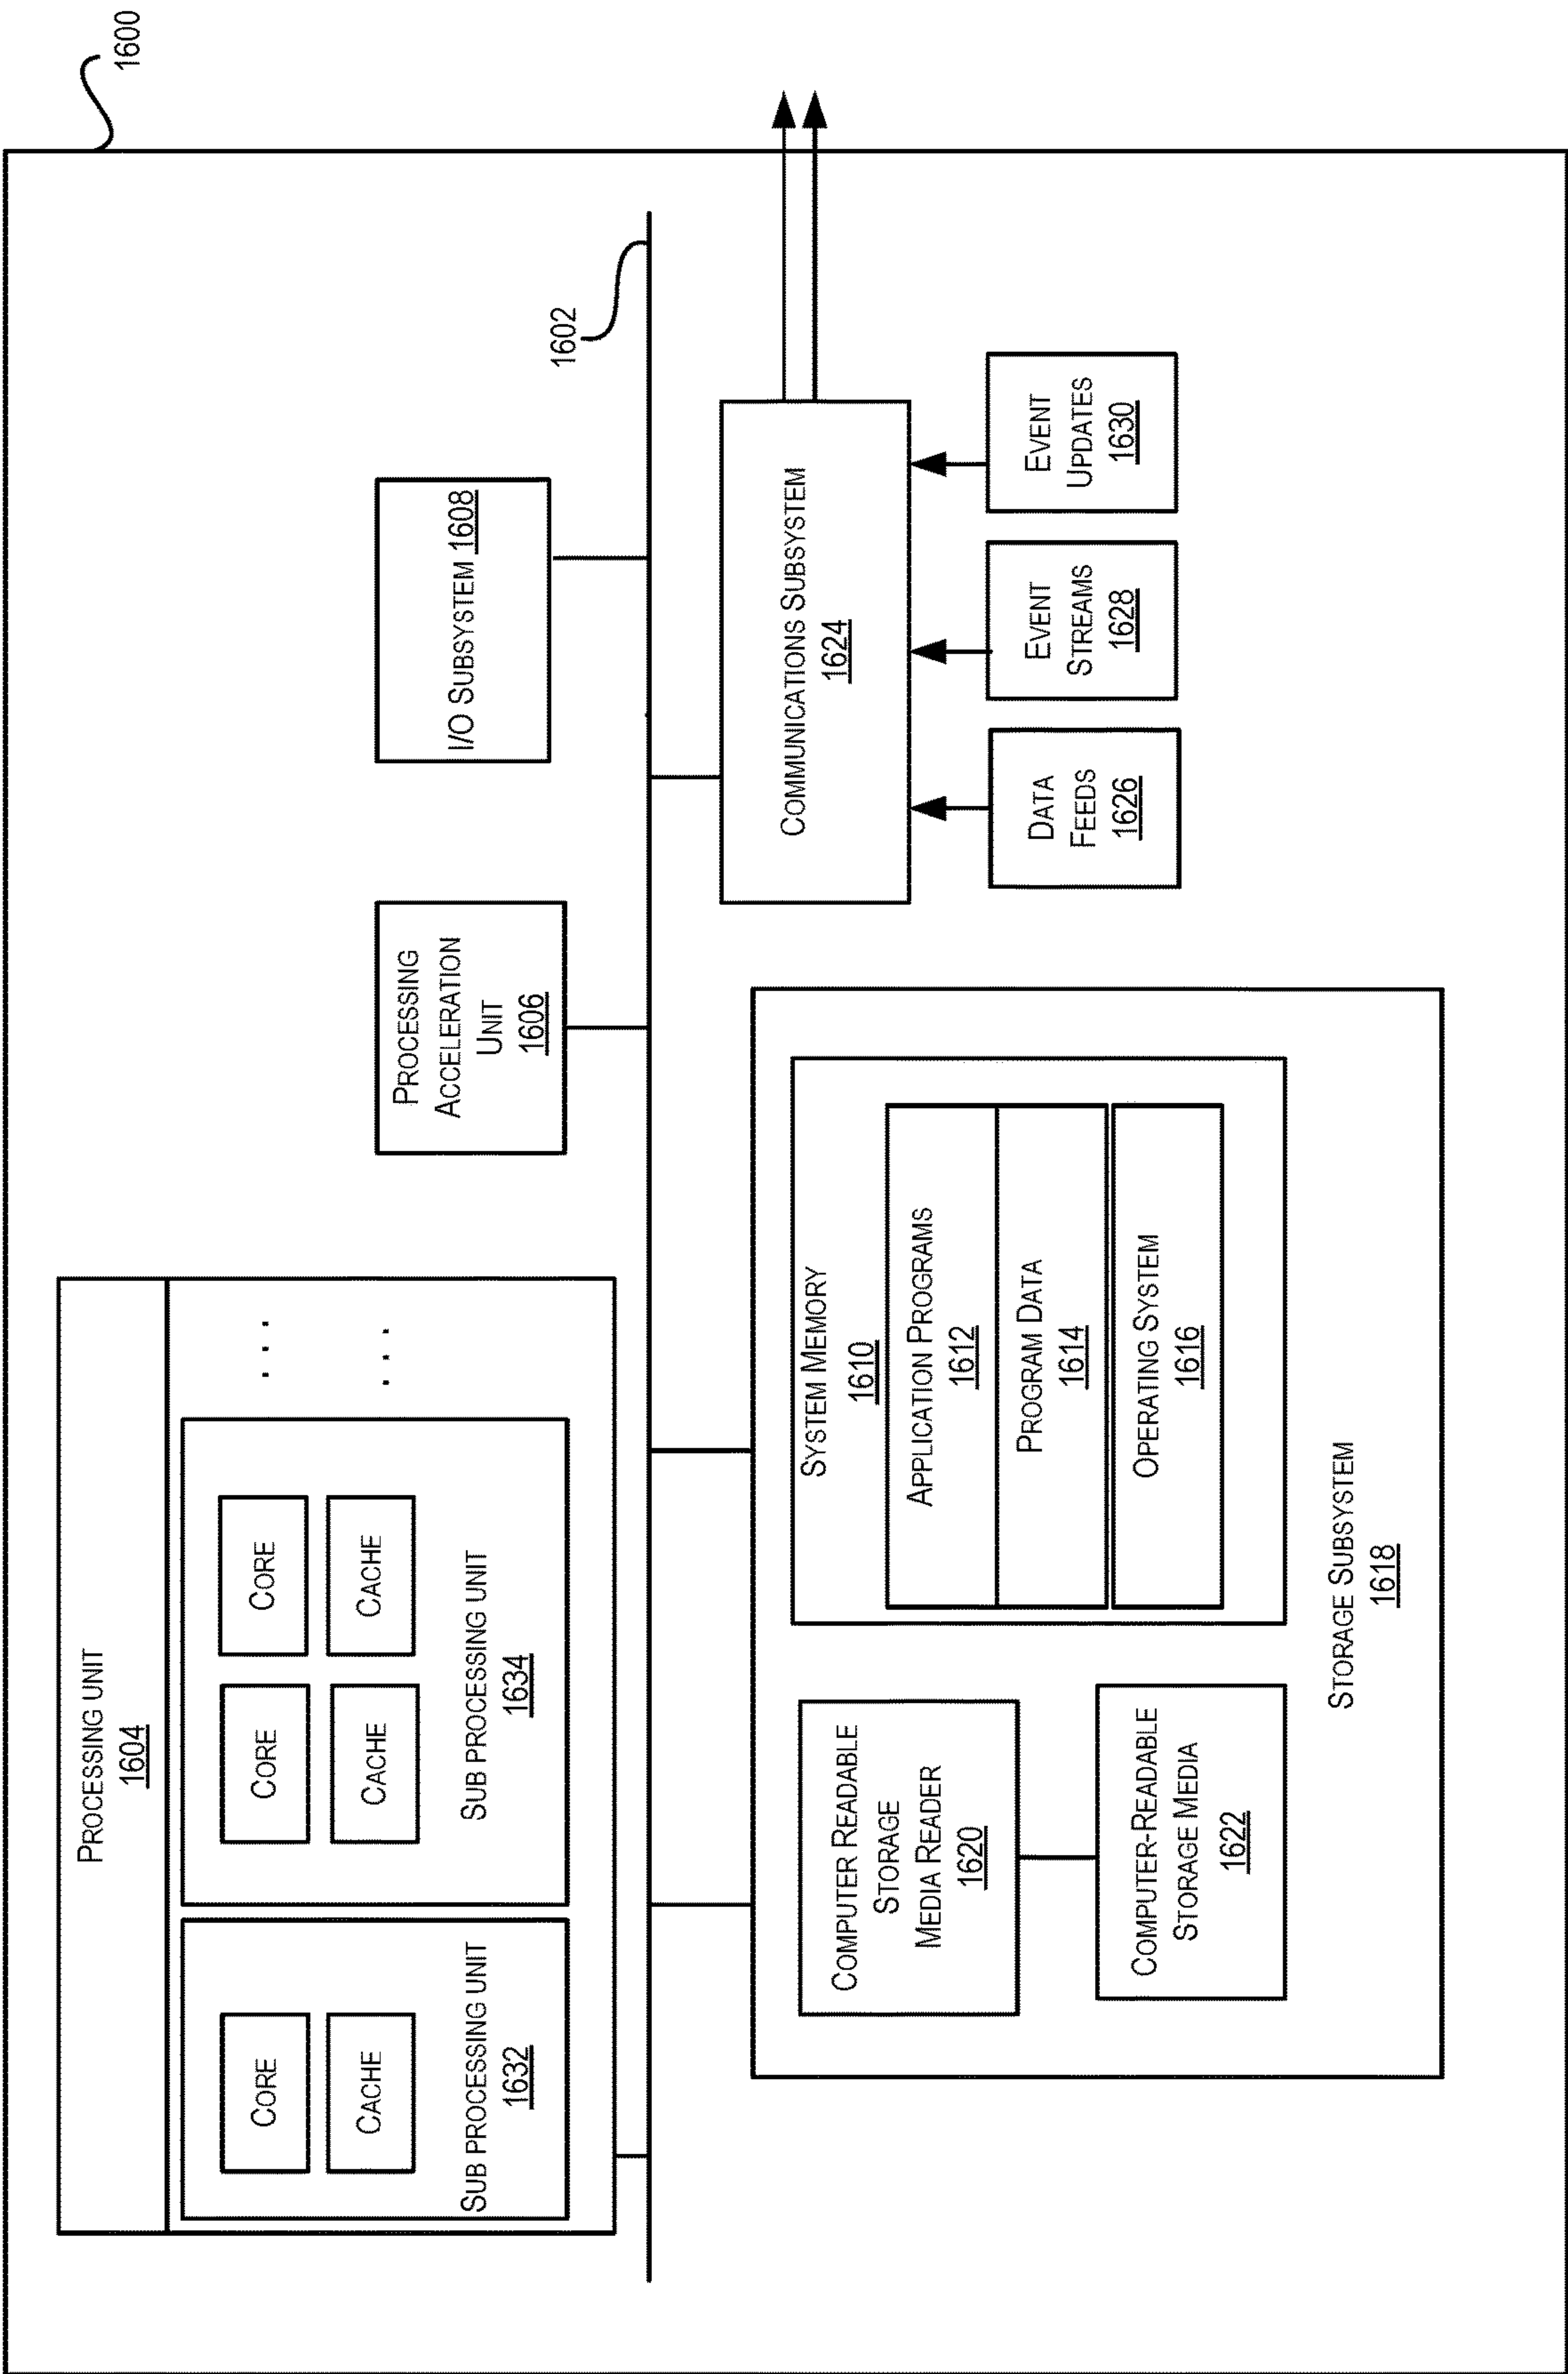 1600
PROCESSING UNIT
1604
CORE
CACHE
SUB PROCESSING UNIT
1632
CORE
CORE
CACHE
CACHE
SUB PROCESSING UNIT
1634
. . .
. . .
PROCESSING
ACCELERATION
UNIT
1606
I/O SUBSYSTEM 1608
1602
COMPUTER READABLE
STORAGE
MEDIA READER
1620
COMPUTER-READABLE
STORAGE MEDIA
1622
SYSTEM MEMORY
1610
APPLICATION PROGRAMS
1612
PROGRAM DATA
1614
OPERATING SYSTEM
1616
STORAGE SUBSYSTEM
1618
COMMUNICATIONS SUBSYSTEM
1624
DATA
FEEDS
1626
EVENT
STREAMS
1628
EVENT
UPDATES
1630